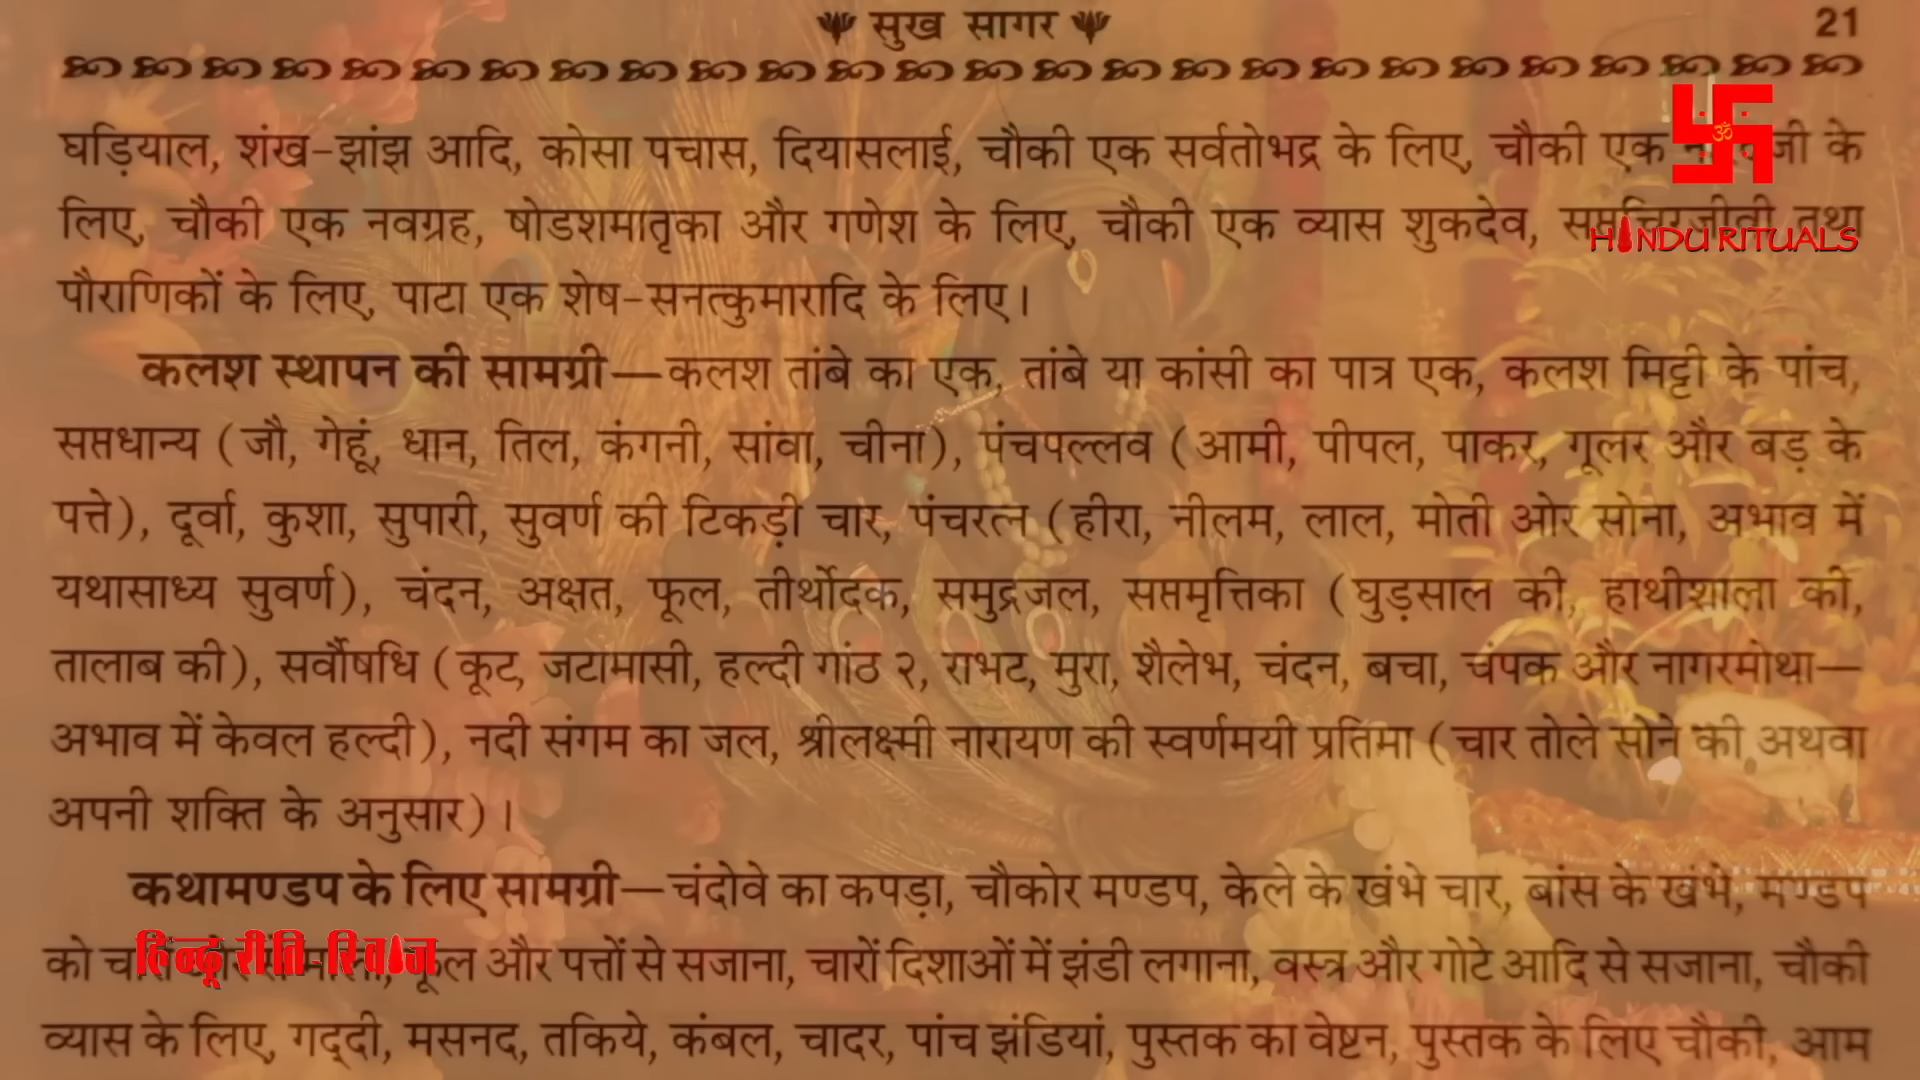 सुख सागर
21
घड़ियाल, शंख-झांझ आदि, कोसा पचास, दियासलाई, चौकी एक सर्वतोभद्र के लिए, चौकी एक के
लिए, चौकी एक नवग्रह, षोडशमातृका और गणेश के लिए, चौकी एक व्यास शुकदेव, तथा
ॐ
HINDU RITUALS
पौराणिकों के लिए, पाटा एक शेष-सनत्कुमारादि के लिए।
कलश स्थापन की सामग्री—कलश तांबे का एक, तांबे या कांसी का पात्र एक, कलश मिट्टी के पांच,
सप्तधान्य (जौ, गेहूं, धान, तिल, कंगनी, सांवा, चीना), पंचपल्लव (आमी, पीपल, पाकर, गूलर और बड़ के
पत्ते), दूर्वा, कुशा, सुपारी, सुवर्ण की टिकड़ी चार, पंचरत्न (हीरा, नीलम, लाल, मोती ओर सोना, अभाव में
यथासाध्य सुवर्ण), चंदन, अक्षत, फूल, तीर्थोदक, समुद्रजल, सप्तमृत्तिका (घुड़साल की, हाथीशाला की,
तालाब की), सर्वौषधि (कूट, जटामासी, हल्दी गांठ २, राभट, मुरा, शैलेभ, चंदन, बचा, चंपक और नागरमोथा—
अभाव में केवल हल्दी), नदी संगम का जल, श्रीलक्ष्मी नारायण की स्वर्णमयी प्रतिमा (चार तोले सोने की अथवा
अपनी शक्ति के अनुसार)।
कथामण्डप के लिए सामग्री—चंदोवे का कपड़ा, चौकोर मण्डप, केले के खंभे चार, बांस के खंभे, मण्डप
को फूल और पत्तों से सजाना, चारों दिशाओं में झंडी लगाना, वस्त्र और गोटे आदि से सजाना, चौकी
हिन्दू रीति-रिवाज
व्यास के लिए, गद्दी, मसनद, तकिये, कंबल, चादर, पांच झंडियां, पुस्तक का वेष्टन, पुस्तक के लिए चौकी, आम